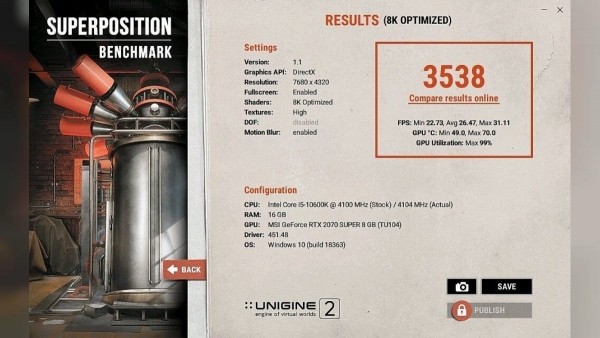 SUPERPOSITION
BENCHMARK
RESULTS (8K OPTIMIZED)
Settings
Version: 1.1
Graphics API: DirectX
Resolution: 7680 x 4320
Fullscreen: Enabled
Shaders: 8K Optimized
Textures: High
DOF: disabled
Motion Blur: enabled
3538
Compare results online
FPS: Min 22.73, Avg 26.47, Max 31.11
GPU °C: Min 49.0, Max 70.0
GPU Utilization: Max 99%
Configuration
CPU: Intel Core i5-10600K @ 4100 MHz (Stock) / 4104 MHz (Actual)
RAM: 16 GB
GPU: MSI GeForce RTX 2070 SUPER 8 GB (TU104)
Driver: 451.48
OS: Windows 10 (build 18363)
BACK
UNIGINE 2
engine of virtual worlds
SAVE
PUBLISH